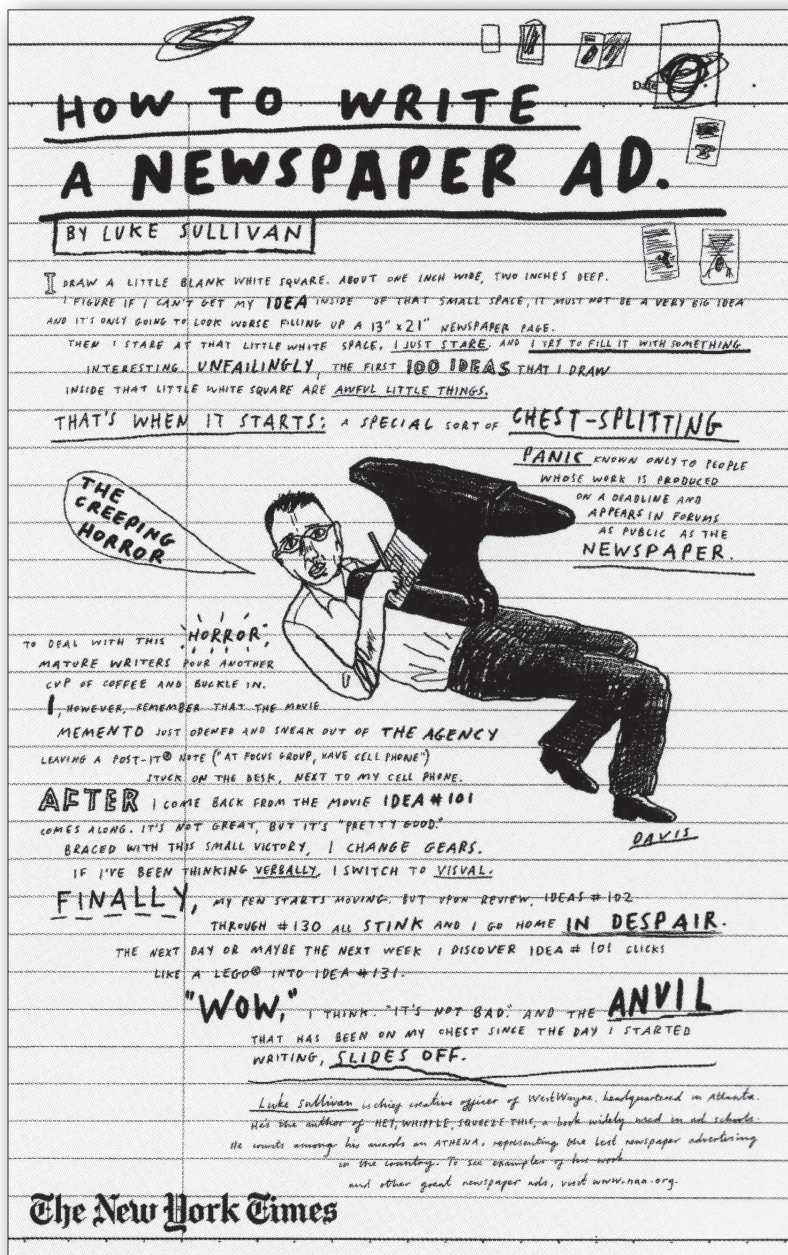 Date
HOW TO WRITE
A NEWSPAPER AD.
BY LUKE SULLIVAN
I DRAW A LITTLE BLANK WHITE SQUARE. ABOUT ONE INCH WIDE, TWO INCHES DEEP.
I FIGURE IF I CAN'T GET MY IDEA INSIDE OF THAT SMALL SPACE, IT MUST NOT BE A VERY BIG IDEA
AND IT'S ONLY GOING TO LOOK WORSE FILLING UP A 13" x 21" NEWSPAPER PAGE.
THEN I STARE AT THAT LITTLE WHITE SPACE. I JUST STARE. AND I TRY TO FILL IT WITH SOMETHING
INTERESTING. UNFAILINGLY, THE FIRST 100 IDEAS THAT I DRAW
INSIDE THAT LITTLE WHITE SQUARE ARE AWFUL LITTLE THINGS.
THAT'S WHEN IT STARTS: A SPECIAL SORT OF CHEST-SPLITTING
PANIC KNOWN ONLY TO PEOPLE
WHOSE WORK IS PRODUCED
ON A DEADLINE AND
APPEARS IN FORUMS
AS PUBLIC AS THE
NEWSPAPER.
THE
CREEPING
HORROR
TO DEAL WITH THIS "HORROR",
MATURE WRITERS POUR ANOTHER
CUP OF COFFEE AND BUCKLE IN.
I, HOWEVER, REMEMBER THAT THE MOVIE
MEMENTO JUST OPENED AND SNEAK OUT OF THE AGENCY
LEAVING A POST-IT® NOTE ("AT FOCUS GROUP, HAVE CELL PHONE")
STUCK ON THE DESK, NEXT TO MY CELL PHONE.
AFTER I COME BACK FROM THE MOVIE IDEA #101
COMES ALONG. IT'S NOT GREAT, BUT IT'S "PRETTY GOOD."
BRACED WITH THIS SMALL VICTORY, I CHANGE GEARS.
IF I'VE BEEN THINKING VERBALLY, I SWITCH TO VISUAL.
DAVIS
FINALLY, MY PEN STARTS MOVING. BUT UPON REVIEW, IDEAS #102
THROUGH #130 ALL STINK AND I GO HOME IN DESPAIR.
THE NEXT DAY OR MAYBE THE NEXT WEEK I DISCOVER IDEA # 101 CLICKS
LIKE A LEGO® INTO IDEA #131.
"WOW," I THINK. "IT'S NOT BAD." AND THE ANVIL
THAT HAS BEEN ON MY CHEST SINCE THE DAY I STARTED
WRITING, SLIDES OFF.
Luke Sullivan is chief creative officer of WestWayne, headquartered in Atlanta.
He's the author of HEY, WHIPPLE, SQUEEZE THIS, a book widely used in ad schools.
He counts among his awards an ATHENA, representing the best newspaper advertising
in the country. To see examples of his work
and other great newspaper ads, visit www.naa.org.
The New York Times